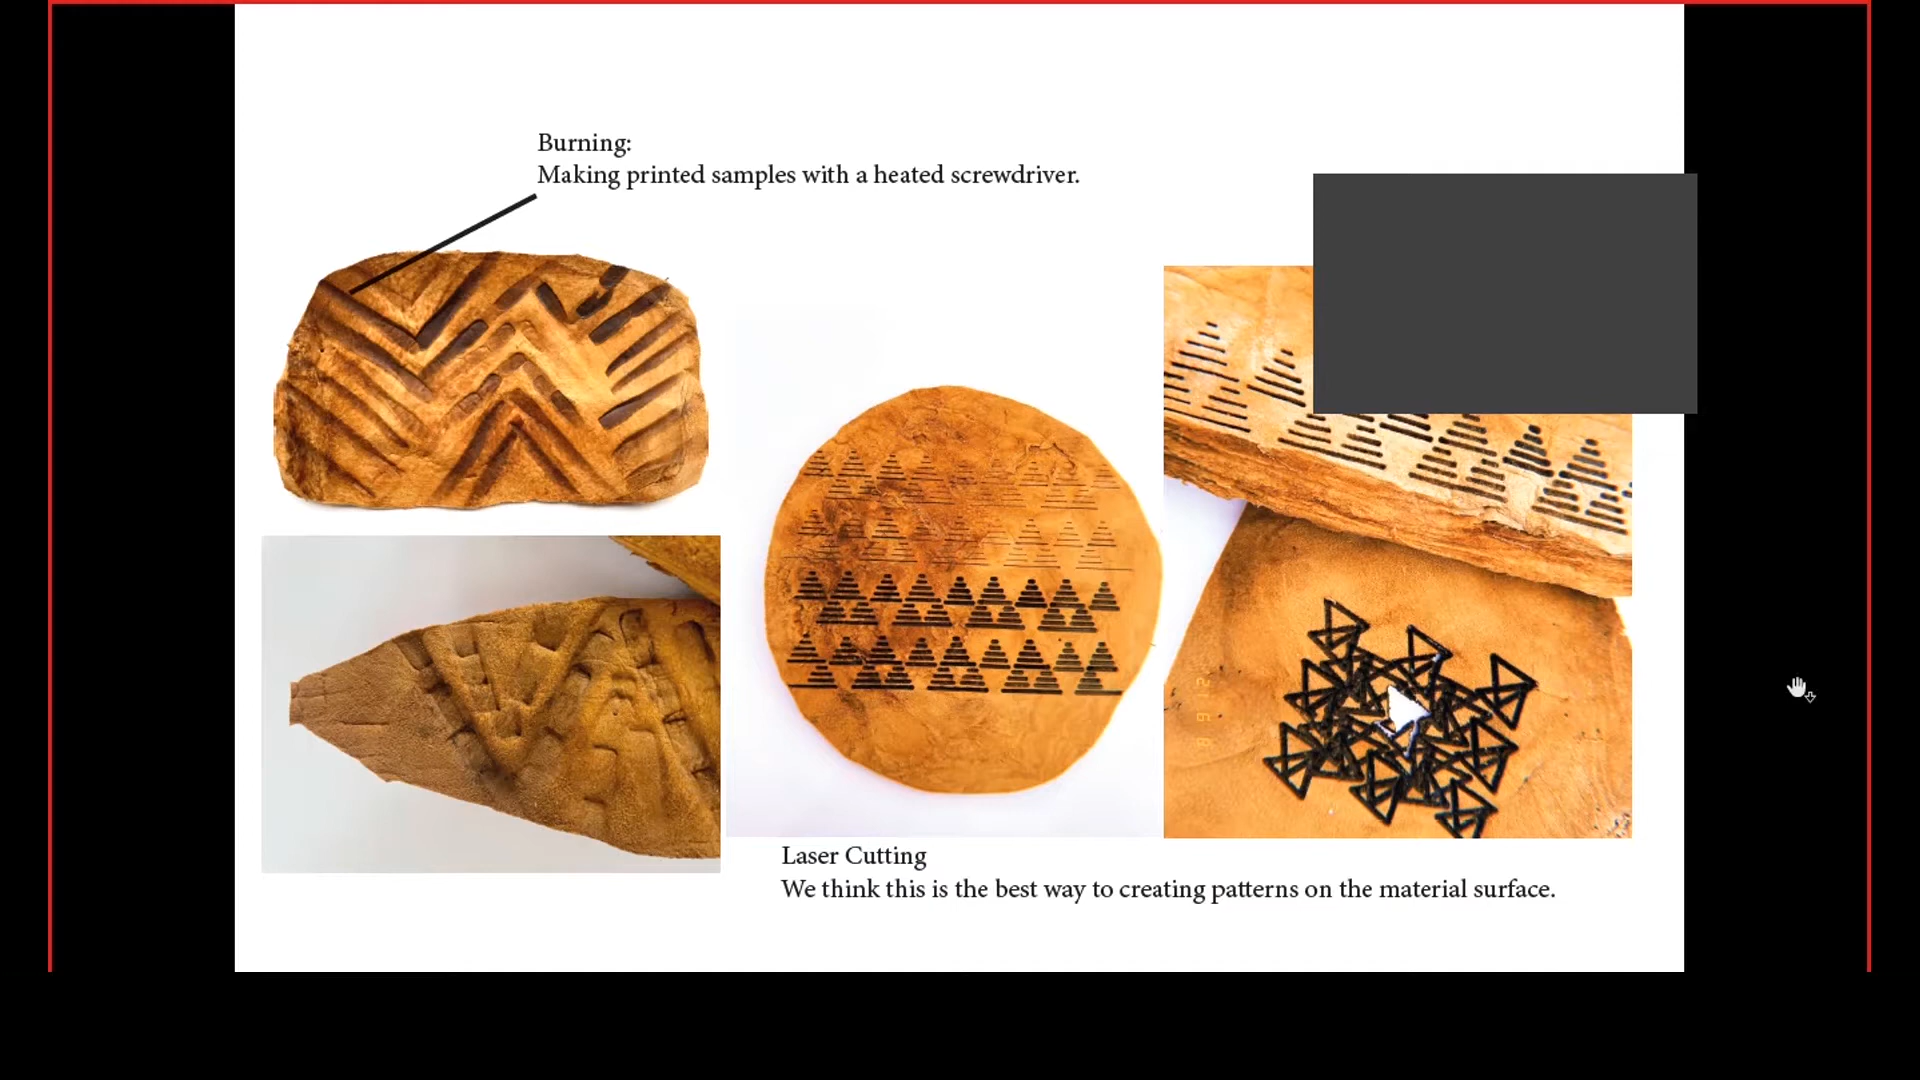 Burning:
Making printed samples with a heated screwdriver.
Laser Cutting
We think this is the best way to creating patterns on the material surface.